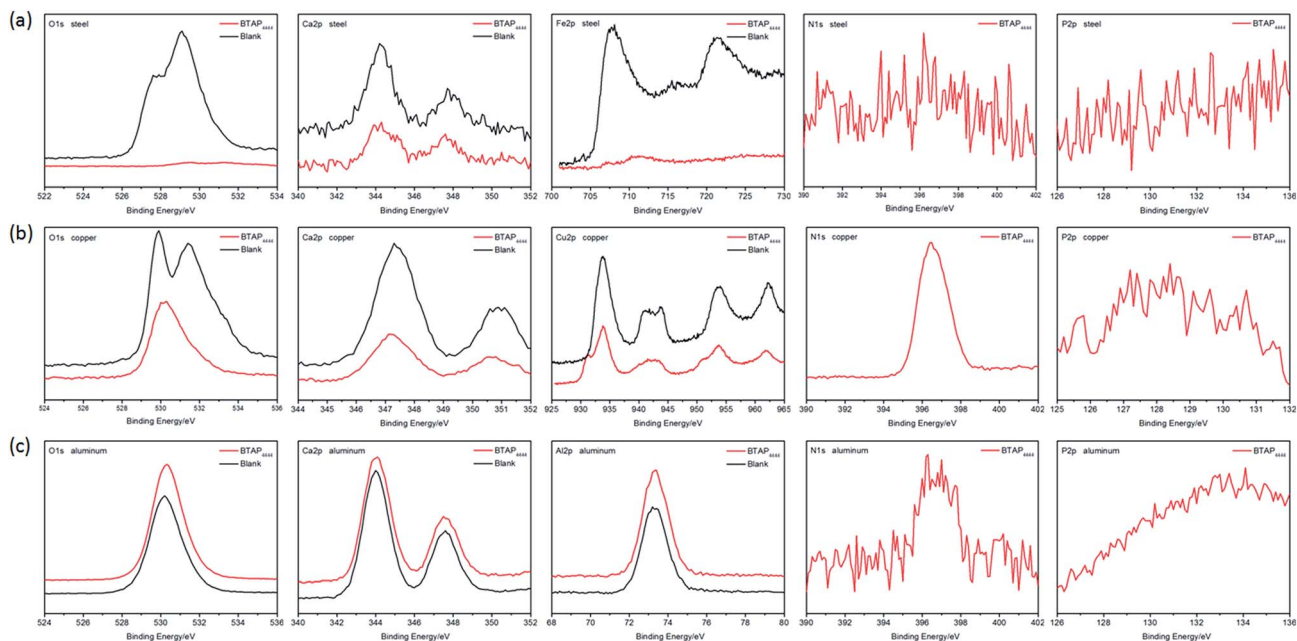 (a)
O1s steel
BTAP₄₄₄₄
Blank
522 524 526 528 530 532 534
Binding Energy/eV
Ca2p steel
BTAP₄₄₄₄
Blank
340 342 344 346 348 350 352
Binding Energy/eV
Fe2p steel
BTAP₄₄₄₄
Blank
700 705 710 715 720 725 730
Binding Energy/eV
N1s steel
BTAP₄₄₄₄
390 392 394 396 398 400 402
Binding Energy/eV
P2p steel
BTAP₄₄₄₄
126 128 130 132 134 136
Binding Energy/eV
(b)
O1s copper
BTAP₄₄₄₄
Blank
524 526 528 530 532 534 536
Binding Energy/eV
Ca2p copper
BTAP₄₄₄₄
Blank
344 345 346 347 348 349 350 351 352
Binding Energy/eV
Cu2p copper
BTAP₄₄₄₄
Blank
925 930 935 940 945 950 955 960 965
Binding Energy/eV
N1s copper
BTAP₄₄₄₄
390 392 394 396 398 400 402
Binding Energy/eV
P2p copper
BTAP₄₄₄₄
125 126 127 128 129 130 131 132
Binding Energy/eV
(c)
O1s aluminum
BTAP₄₄₄₄
Blank
524 526 528 530 532 534 536
Binding Energy/eV
Ca2p aluminum
BTAP₄₄₄₄
Blank
340 342 344 346 348 350 352
Binding Energy/eV
Al2p aluminum
BTAP₄₄₄₄
Blank
68 70 72 74 76 78 80
Binding Energy/eV
N1s aluminum
BTAP₄₄₄₄
390 392 394 396 398 400 402
Binding Energy/eV
P2p aluminum
BTAP₄₄₄₄
126 128 130 132 134 136
Binding Energy/eV